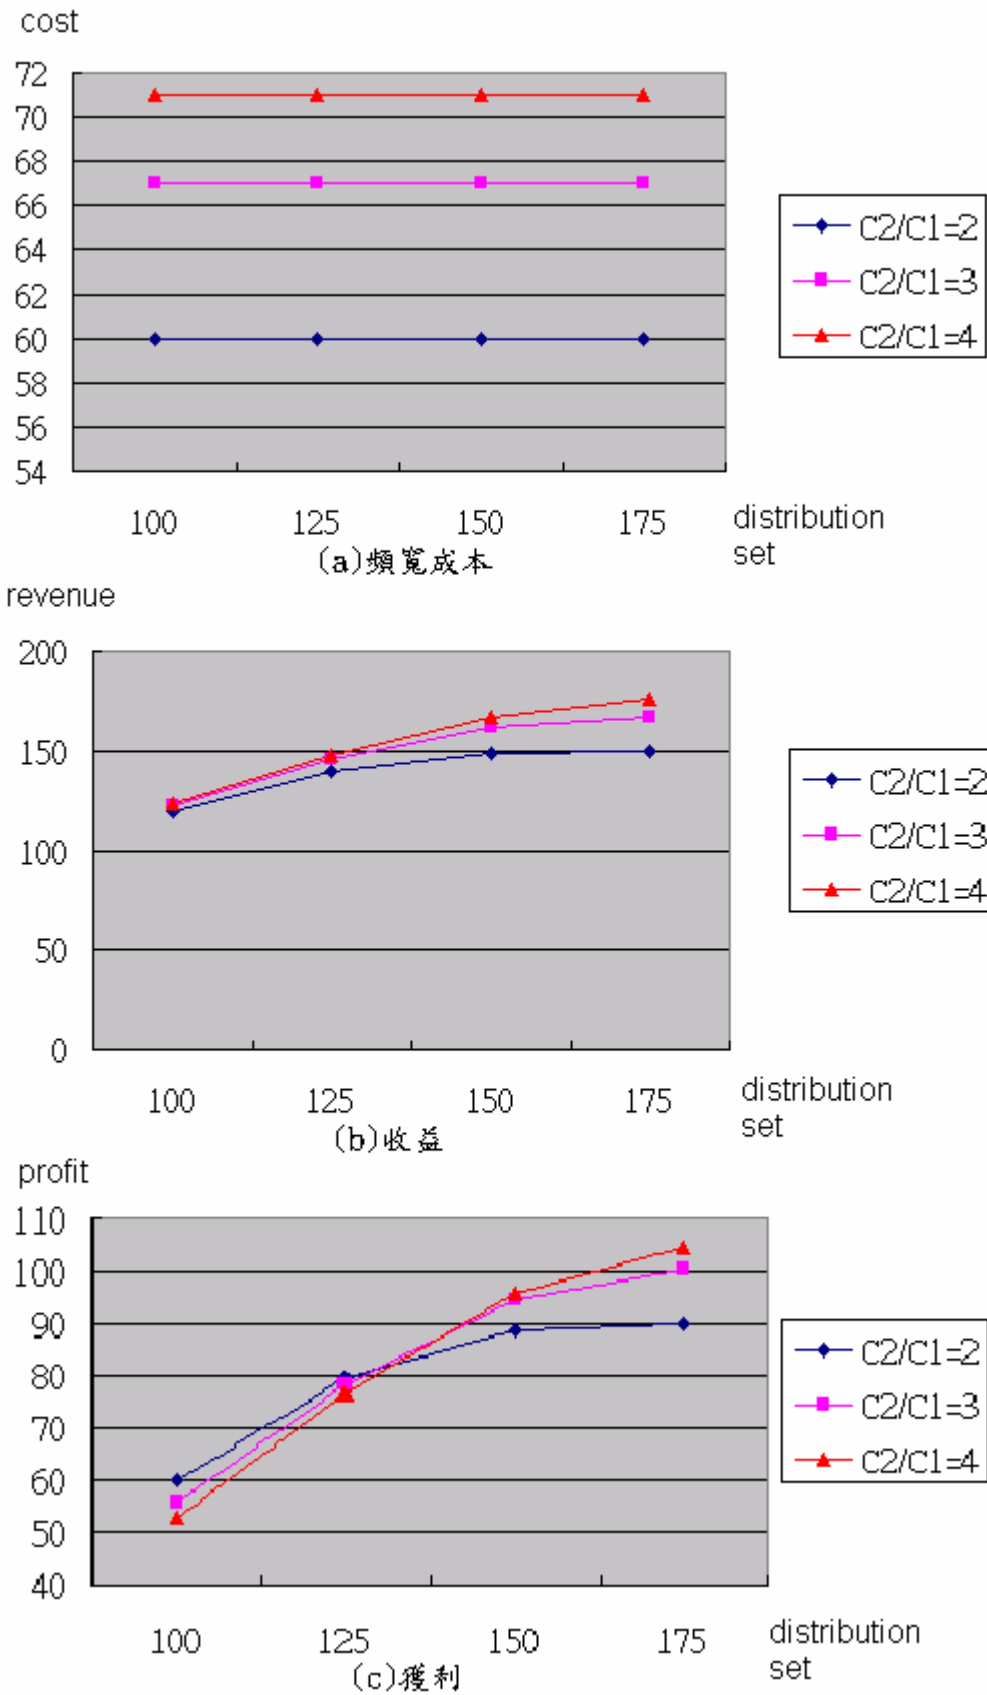 cost
72
70
68
66
64
62
60
58
56
54
100 125 150 175
distribution
set
C2/C1=2
C2/C1=3
C2/C1=4
(a)頻寬成本
revenue
200
150
100
50
0
100 125 150 175
distribution
set
C2/C1=2
C2/C1=3
C2/C1=4
(b)收益
profit
110
100
90
80
70
60
50
40
100 125 150 175
distribution
set
C2/C1=2
C2/C1=3
C2/C1=4
(c)獲利